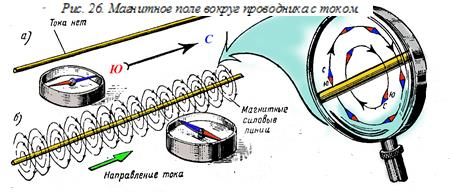 Рис. 26. Магнитное поле вокруг проводника с током
Тока нет
а)
С
Ю
б)
Магнитные
силовые
линии
Направление тока
С
Ю
С
Ю